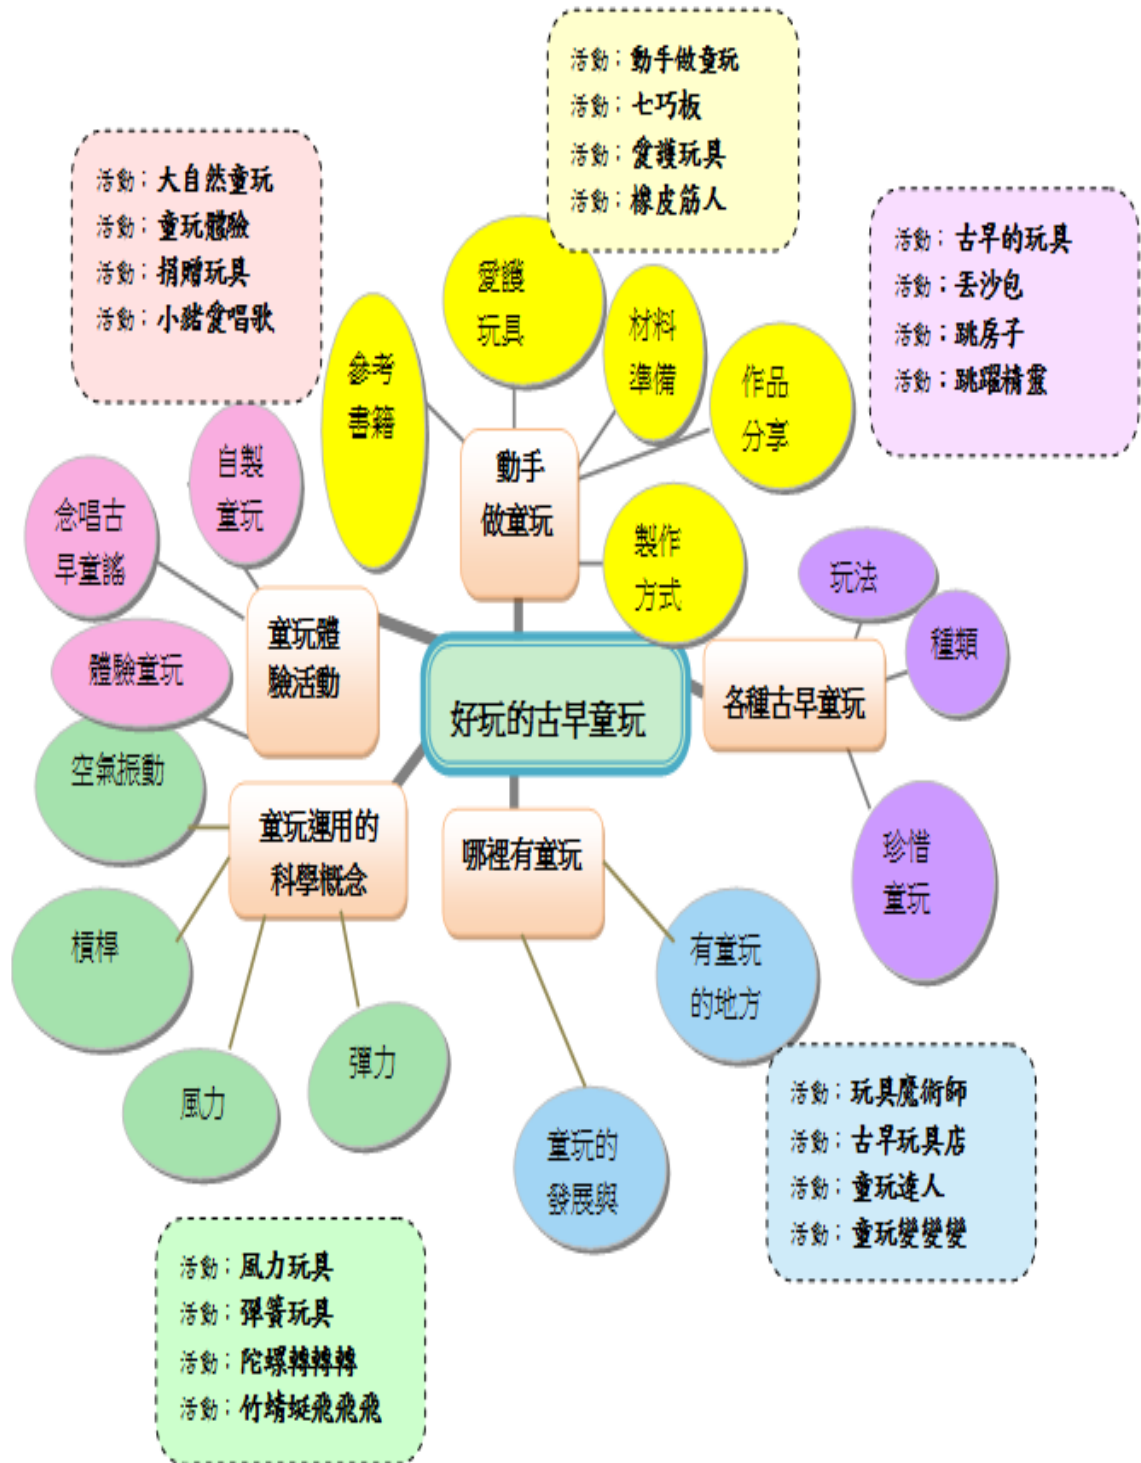 活動：動手做童玩
活動：七巧板
活動：愛護玩具
活動：橡皮筋人
活動：大自然童玩
活動：童玩體驗
活動：捐贈玩具
活動：小豬愛唱歌
活動：古早的玩具
活動：丟沙包
活動：跳房子
活動：跳躍精靈
愛護
玩具
材料
準備
參考
書籍
作品
分享
動手
做童玩
製作
方式
自製
童玩
念唱古
早童謠
體驗童玩
童玩體
驗活動
好玩的古早童玩
玩法
種類
各種古早童玩
珍惜
童玩
空氣振動
童玩運用的
科學概念
槓桿
風力
彈力
哪裡有童玩
有童玩
的地方
童玩的
發展與
活動：玩具魔術師
活動：古早玩具店
活動：童玩達人
活動：童玩變變變
活動：風力玩具
活動：彈簧玩具
活動：陀螺轉轉轉
活動：竹蜻蜓飛飛飛